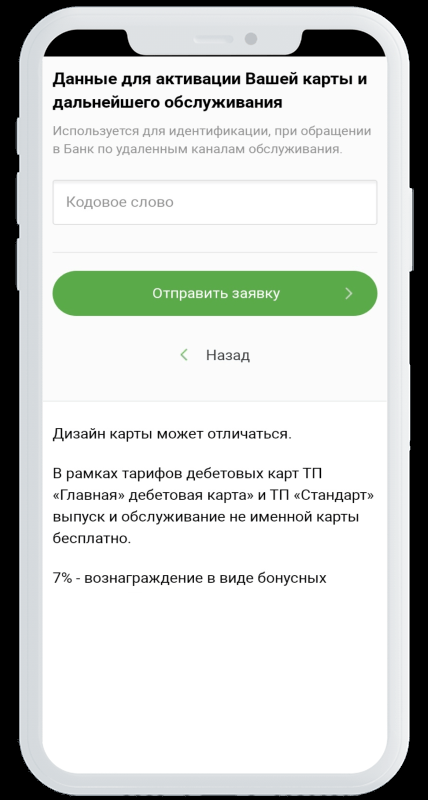 Данные для активации Вашей карты и
дальнейшего обслуживания
Используется для идентификации, при обращении
в Банк по удаленным каналам обслуживания.
Кодовое слово
Отправить заявку
Назад
Дизайн карты может отличаться.
В рамках тарифов дебетовых карт ТП
«Главная» дебетовая карта» и ТП «Стандарт»
выпуск и обслуживание не именной карты
бесплатно.
7% - вознаграждение в виде бонусных